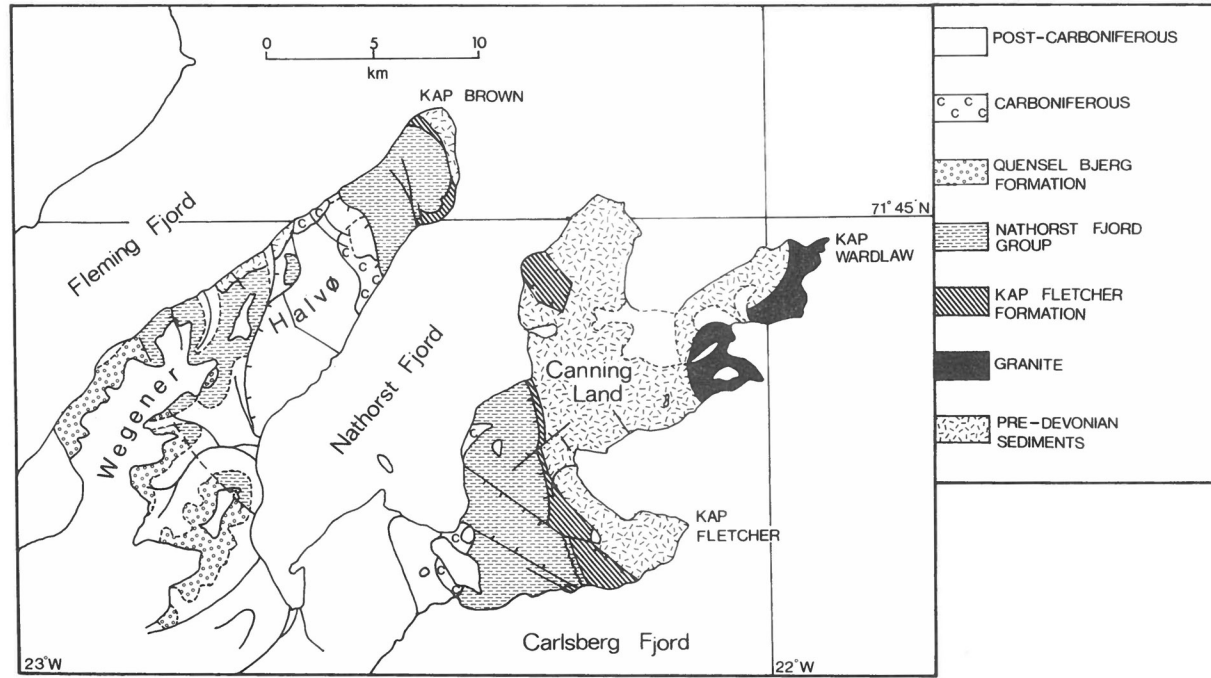 0 5 10
km
KAP BROWN
Fleming Fjord
71°45'N
KAP
WARDLAW
Wegener Halvø
Nathorst Fjord
Canning
Land
KAP
FLETCHER
Carlsberg Fjord
23°W
22°W
C C C C C C C
C
C
C
C
POST-CARBONIFEROUS
C C C
C C
CARBONIFEROUS
QUENSEL BJERG
FORMATION
NATHORST FJORD
GROUP
KAP FLETCHER
FORMATION
GRANITE
PRE-DEVONIAN
SEDIMENTS